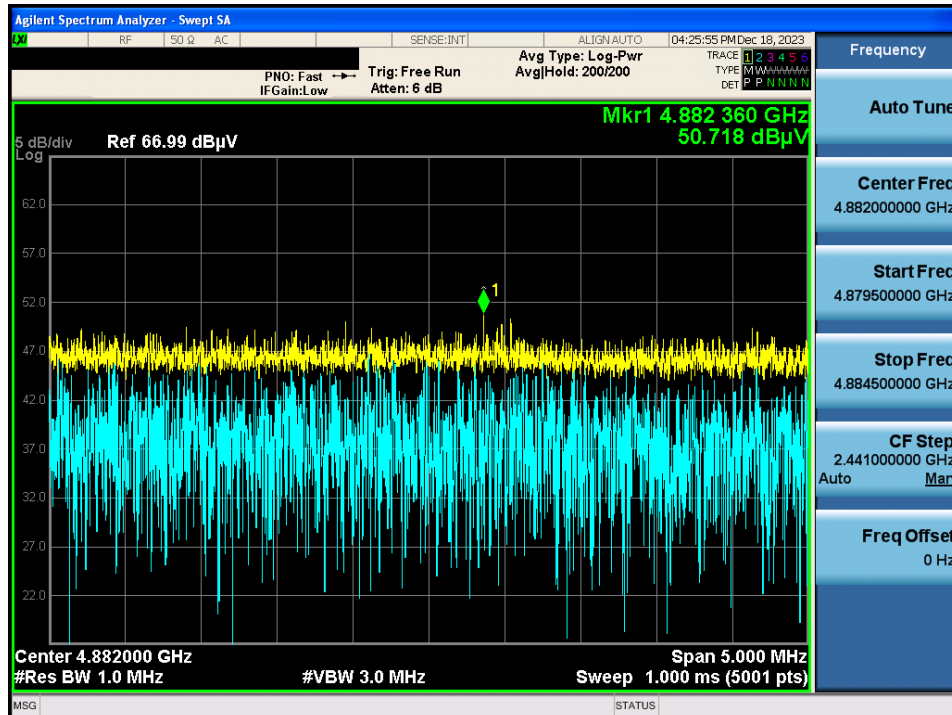 Agilent Spectrum Analyzer - Swept SA
LXI RF 50 Ω AC SENSE:INT ALIGN AUTO 04:25:55 PM Dec 18, 2023
PNO: Fast
IFGain:Low
Trig: Free Run
Atten: 6 dB
Avg Type: Log-Pwr
Avg|Hold: 200/200
TRACE 1 2 3 4 5 6
TYPE M W W W W W
DET P P N N N N
Mkr1 4.882 360 GHz
50.718 dBµV
5 dB/div
Log
Ref 66.99 dBµV
1
62.0
57.0
52.0
47.0
42.0
37.0
32.0
27.0
22.0
Center 4.882000 GHz
Span 5.000 MHz
#Res BW 1.0 MHz
#VBW 3.0 MHz
Sweep 1.000 ms (5001 pts)
MSG
STATUS
Frequency
Auto Tune
Center Freq
4.882000000 GHz
Start Freq
4.879500000 GHz
Stop Freq
4.884500000 GHz
CF Step
2.441000000 GHz
Auto Man
Freq Offset
0 Hz